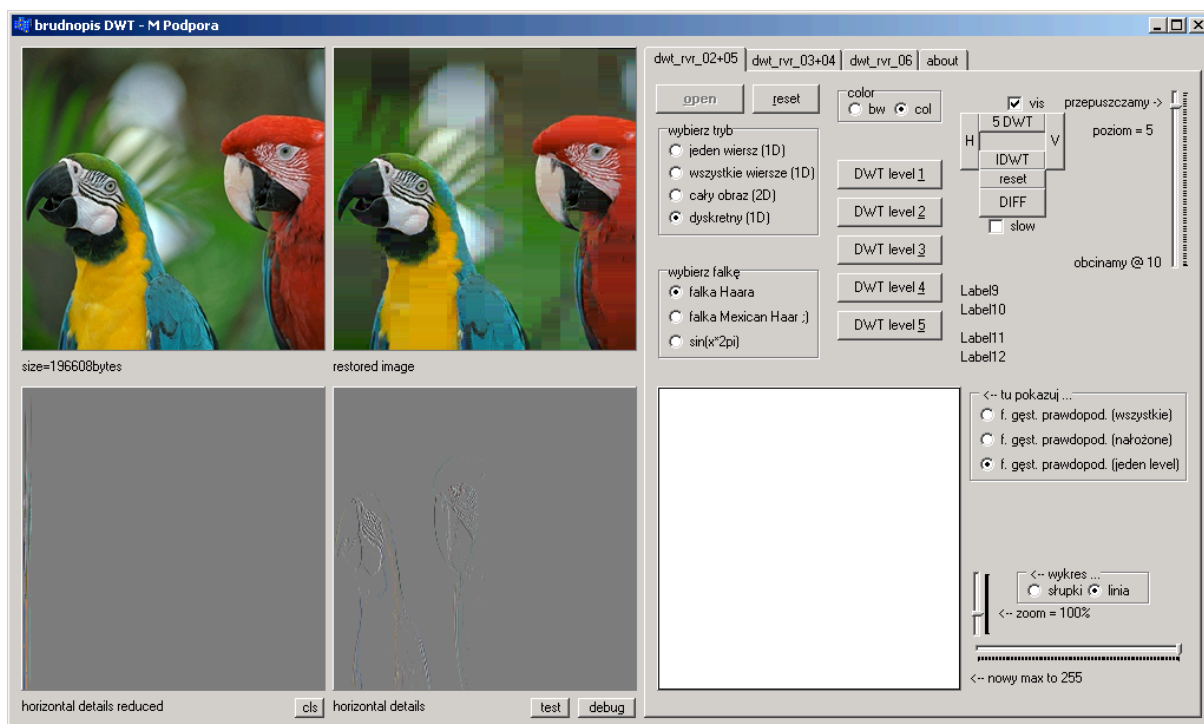 brudnopis DWT - M Podpora
size=196608bytes
restored image
horizontal details reduced
cls
horizontal details
test
debug
dwt_rvr_02+05
dwt_rvr_03+04
dwt_rvr_06
about
open
reset
color
bw
col
wybierz tryb
jeden wiersz (1D)
wszystkie wiersze (1D)
cały obraz (2D)
dyskretny (1D)
wybierz falkę
falka Haara
falka Mexican Haar ;)
sin(x*2pi)
DWT level 1
DWT level 2
DWT level 3
DWT level 4
DWT level 5
vis
5 DWT
H
V
IDWT
reset
DIFF
slow
przepuszczamy ->
poziom = 5
obcinamy @ 10
Label9
Label10
Label11
Label12
<-- tu pokazuj ...
f. gęst. prawdopod. (wszystkie)
f. gęst. prawdopod. (nałożone)
f. gęst. prawdopod. (jeden level)
<-- wykres ...
słupki
linia
<-- zoom = 100%
<-- nowy max to 255